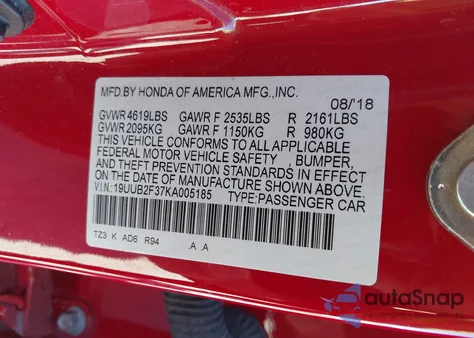 MFD BY HONDA OF AMERICA MFG.,INC. 08/'18
GVWR 4619LBS GAWR F 2535LBS R 2161LBS
GVWR 2095KG GAWR F 1150KG R 980KG
THIS VEHICLE CONFORMS TO ALL APPLICABLE
FEDERAL MOTOR VEHICLE SAFETY , BUMPER,
AND THEFT PREVENTION STANDARDS IN EFFECT
ON THE DATE OF MANUFACTURE SHOWN ABOVE.
V.I.N:19UUB2F37KA005185 TYPE:PASSENGER CAR
TZ3 K AD6 R94 .A .A
autoSnap